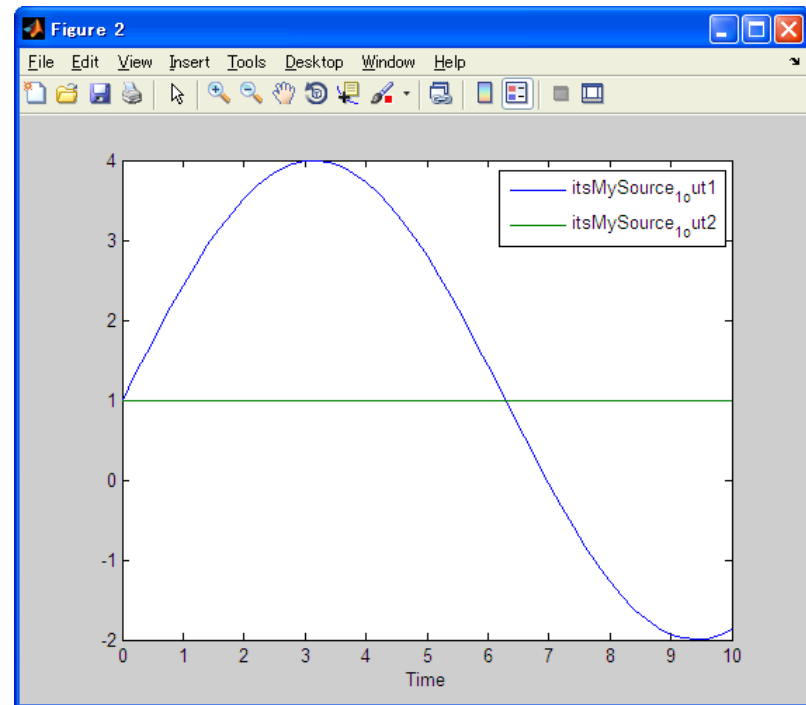 Figure 2
File Edit View Insert Tools Desktop Window Help
4
3
2
1
0
-1
-2
itsMySource₁ₒut1
itsMySource₁ₒut2
0 1 2 3 4 5 6 7 8 9 10
Time